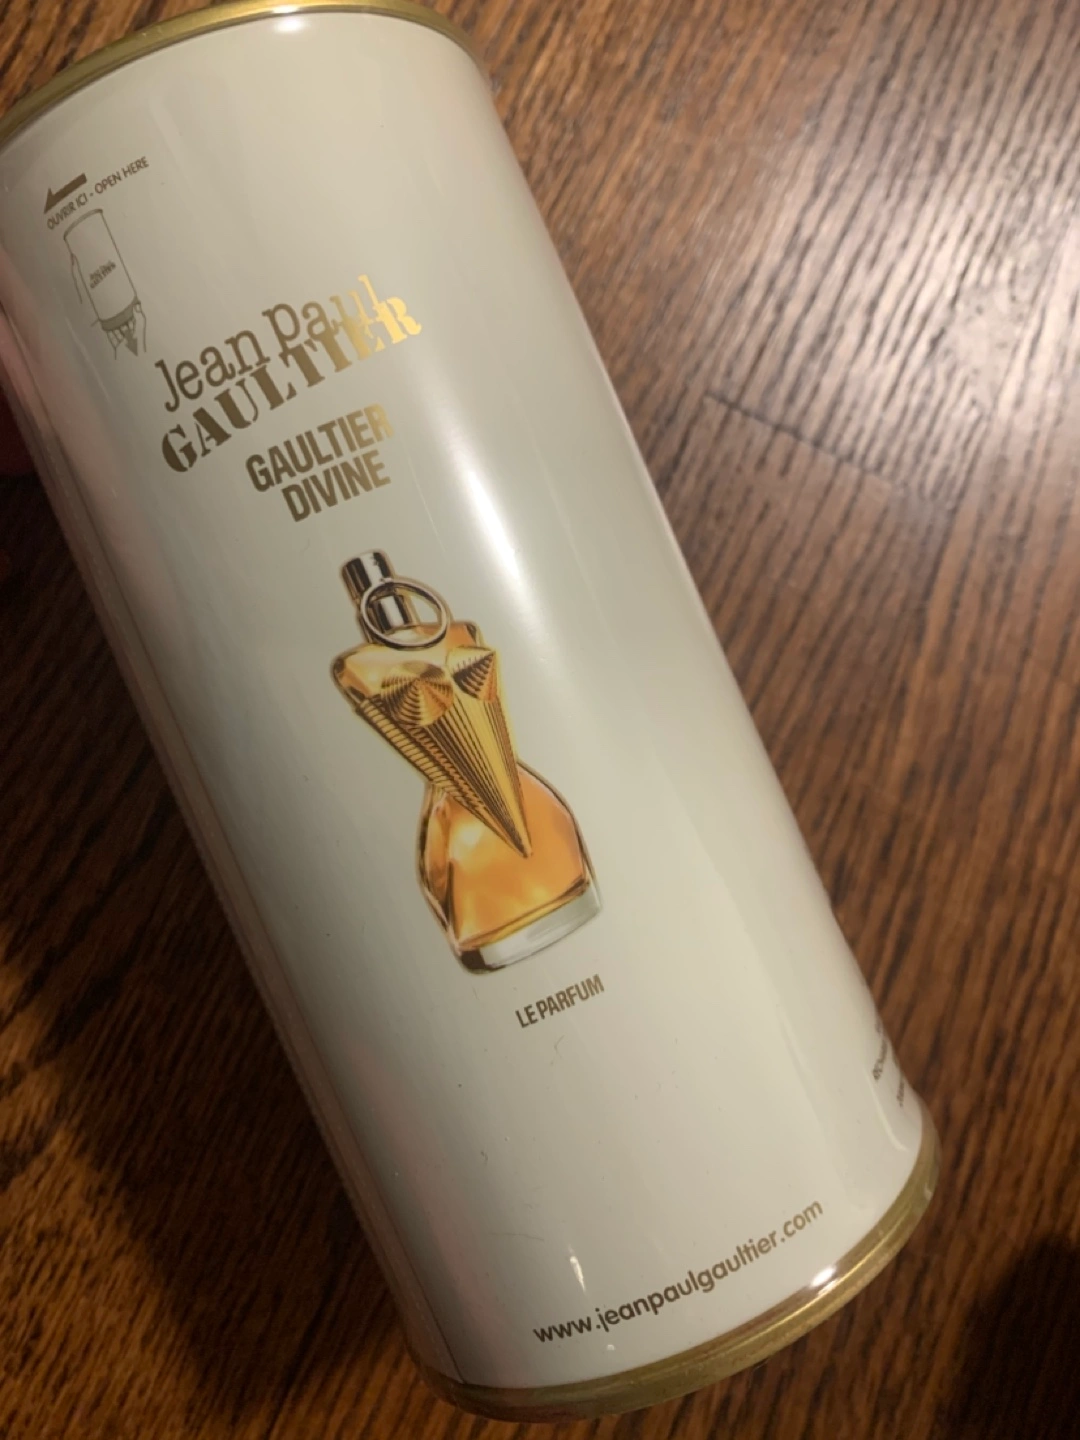 OUVRIR ICI - OPEN HERE
Jean Paul
GAULTIER
GAULTIER
DIVINE
LE PARFUM
www.jeanpaulgaultier.com